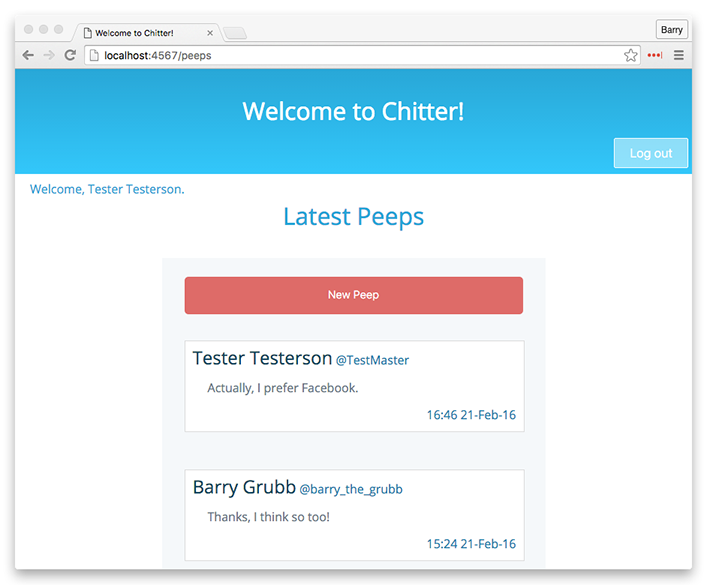 Welcome to Chitter!
Barry
localhost:4567/peeps
Welcome to Chitter!
Log out
Welcome, Tester Testerson.
Latest Peeps
New Peep
Tester Testerson @TestMaster
Actually, I prefer Facebook.
16:46 21-Feb-16
Barry Grubb @barry_the_grubb
Thanks, I think so too!
15:24 21-Feb-16